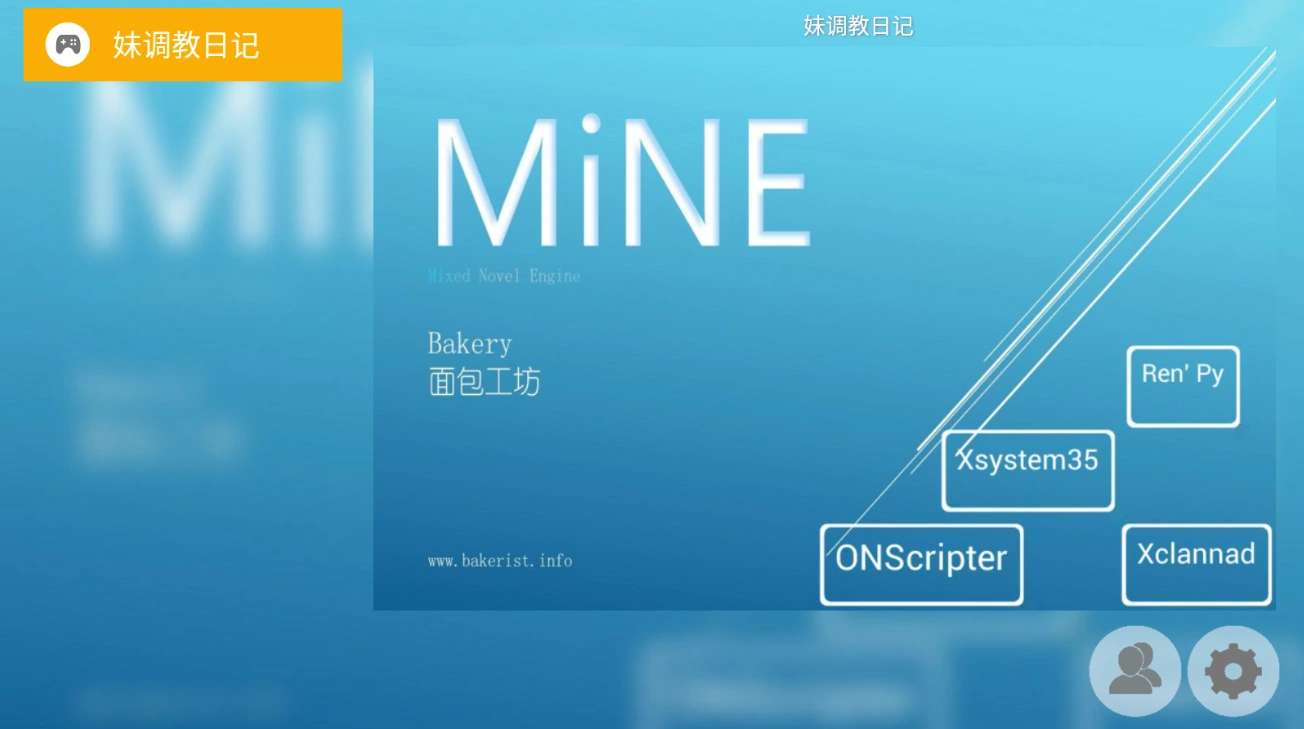 妹调教日记
妹调教日记
MiNE
Mixed Novel Engine
Bakery
面包工坊
Ren' Py
Xsystem35
ONScripter
Xclannad
www.bakerist.info